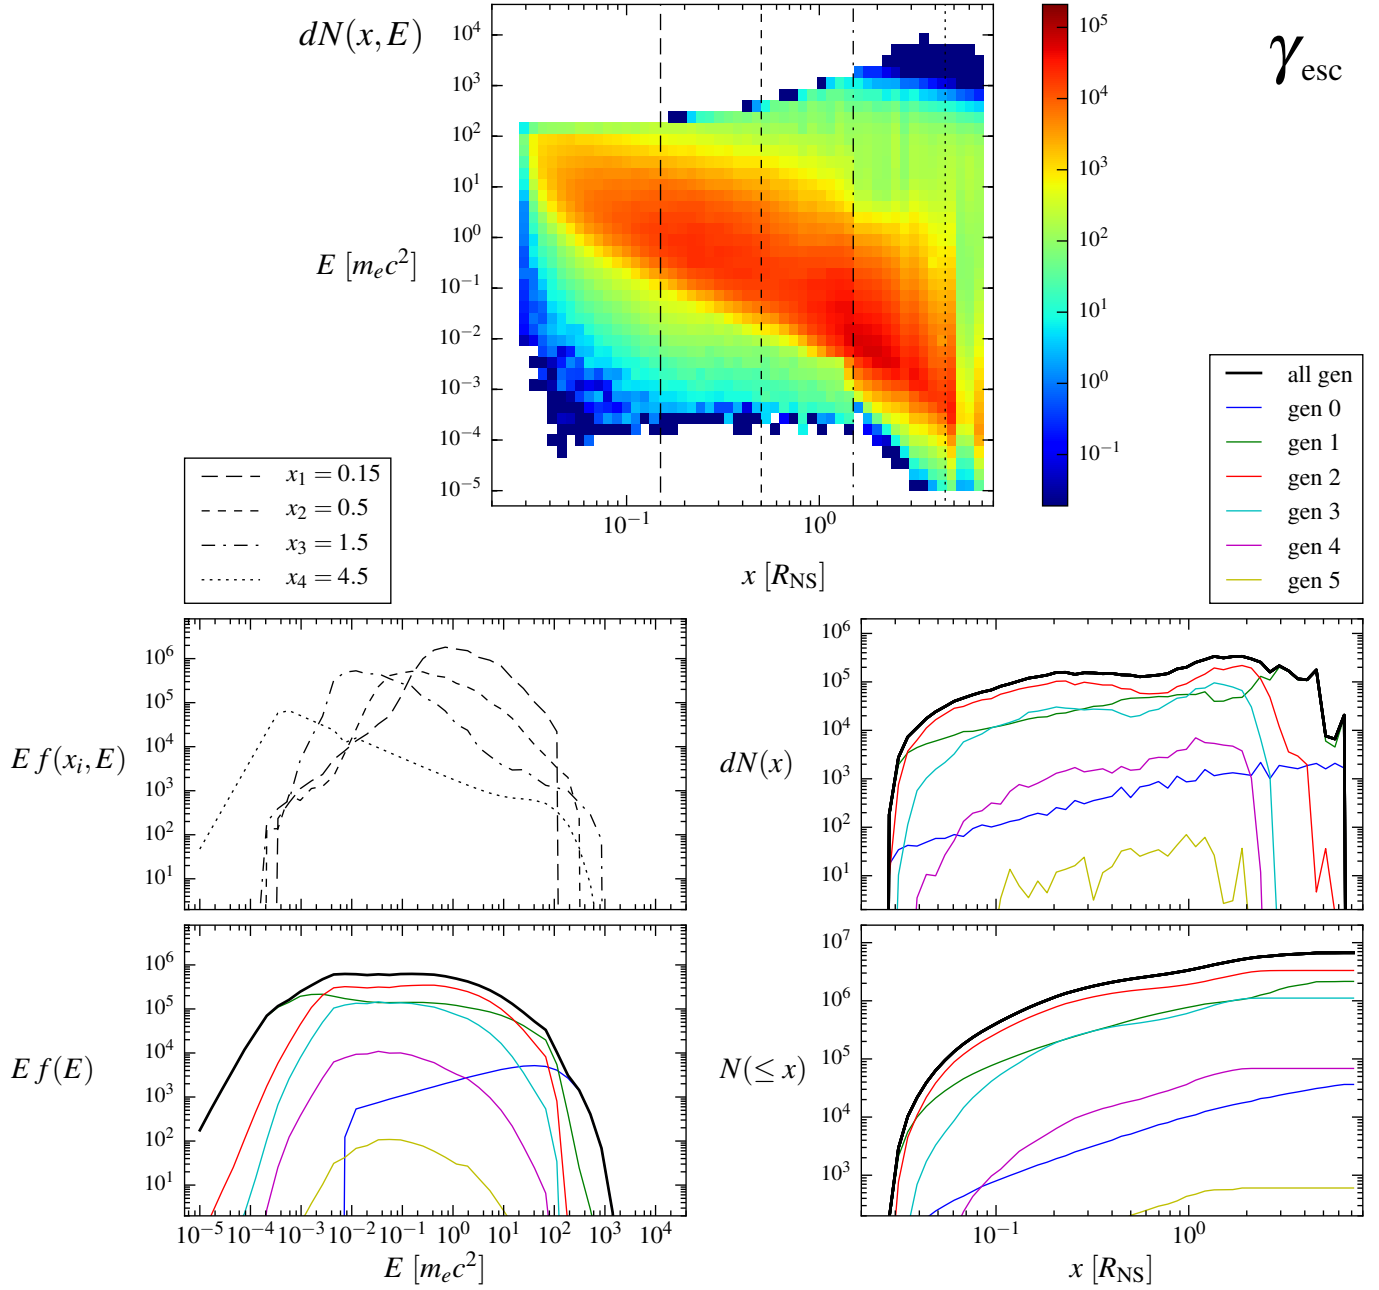 dN(x, E)
γesc
10^4
10^3
10^2
10^1
10^0
10^-1
10^-2
10^-3
10^-4
10^-5
E [m_e c^2]
10^-1
10^0
x [R_NS]
10^5
10^4
10^3
10^2
10^1
10^0
10^-1
x_1 = 0.15
x_2 = 0.5
x_3 = 1.5
x_4 = 4.5
all gen
gen 0
gen 1
gen 2
gen 3
gen 4
gen 5
E f(x_i, E)
10^6
10^5
10^4
10^3
10^2
10^1
dN(x)
10^6
10^5
10^4
10^3
10^2
10^1
E f(E)
10^6
10^5
10^4
10^3
10^2
10^1
10^-5 10^-4 10^-3 10^-2 10^-1 10^0 10^1 10^2 10^3 10^4
E [m_e c^2]
N(≤ x)
10^7
10^6
10^5
10^4
10^3
10^-1
10^0
x [R_NS]